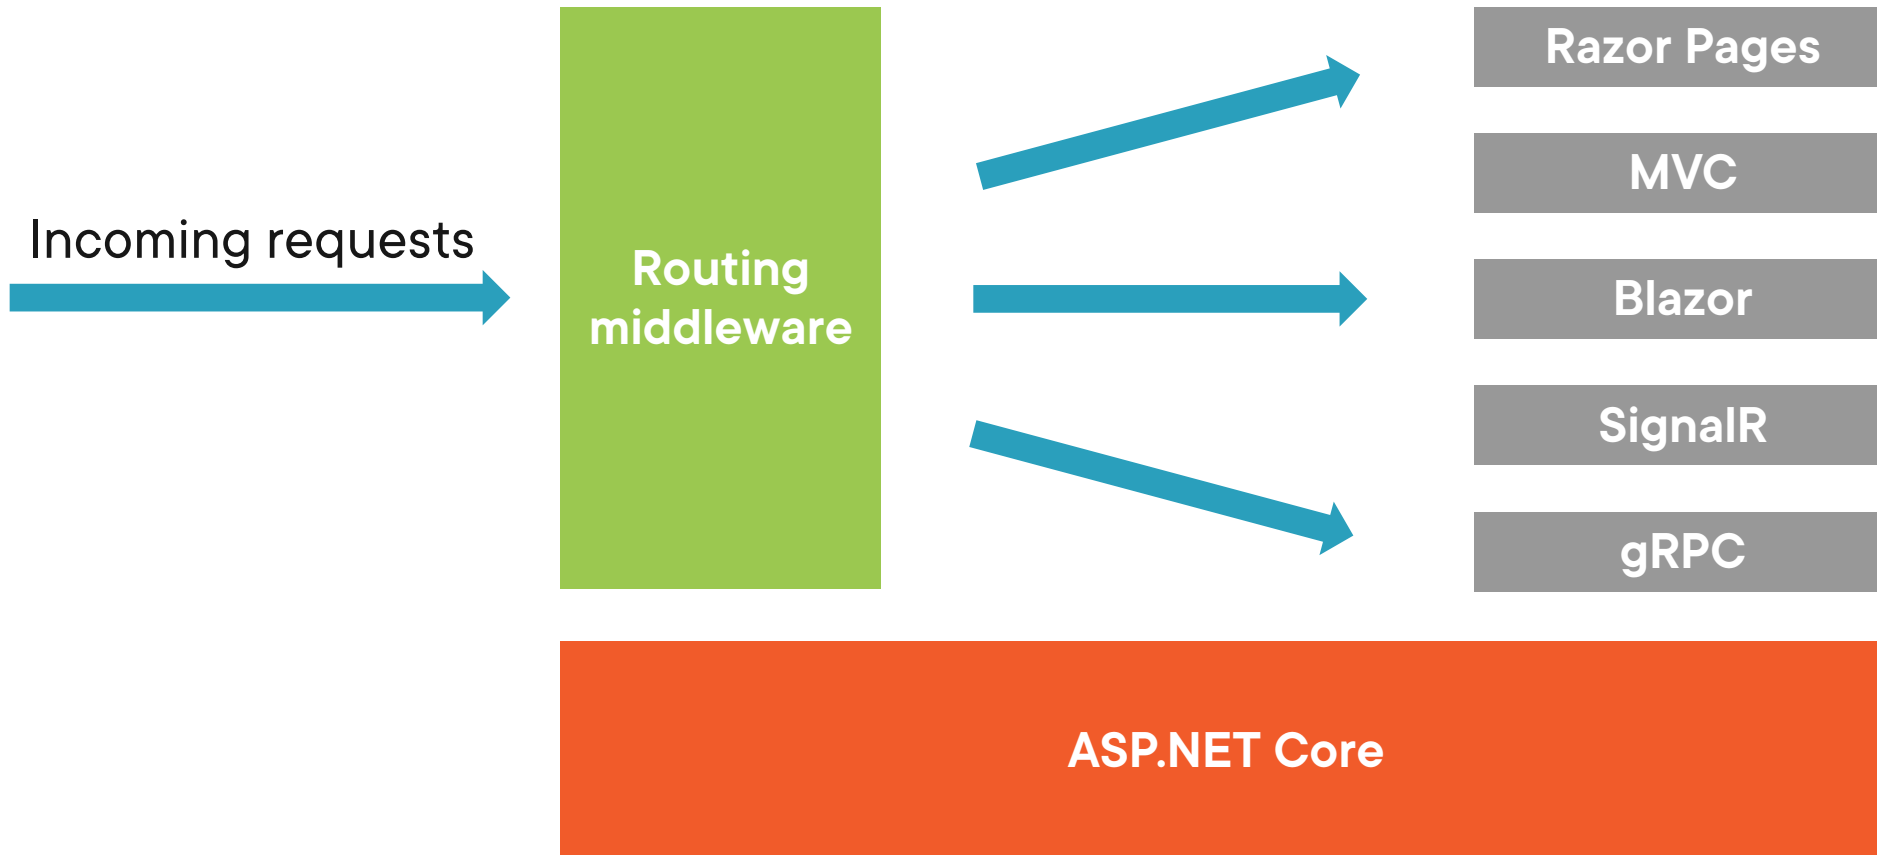 Incoming requests
Routing
middleware
Razor Pages
MVC
Blazor
SignalR
gRPC
ASP.NET Core